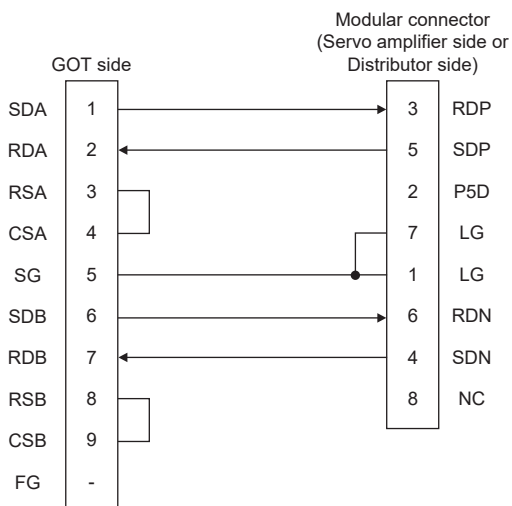 Modular connector
(Servo amplifier side or
Distributor side)
GOT side
SDA 1 3 RDP
RDA 2 5 SDP
RSA 3 2 P5D
CSA 4 7 LG
SG 5 1 LG
SDB 6 6 RDN
RDB 7 4 SDN
RSB 8 8 NC
CSB 9
FG -